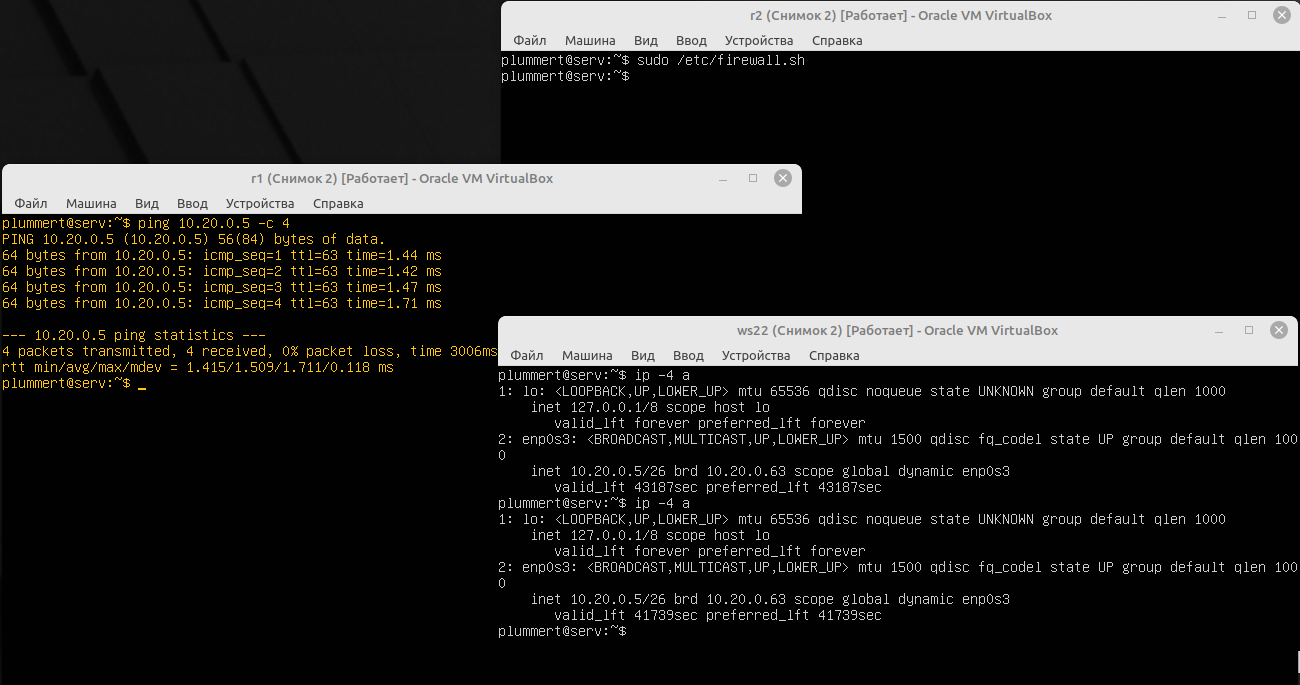 r2 (Снимок 2) [Работает] - Oracle VM VirtualBox
Файл Машина Вид Ввод Устройства Справка
plummert@serv:~$ sudo /etc/firewall.sh
plummert@serv:~$
r1 (Снимок 2) [Работает] - Oracle VM VirtualBox
Файл Машина Вид Ввод Устройства Справка
plummert@serv:~$ ping 10.20.0.5 -c 4
PING 10.20.0.5 (10.20.0.5) 56(84) bytes of data.
64 bytes from 10.20.0.5: icmp_seq=1 ttl=63 time=1.44 ms
64 bytes from 10.20.0.5: icmp_seq=2 ttl=63 time=1.42 ms
64 bytes from 10.20.0.5: icmp_seq=3 ttl=63 time=1.47 ms
64 bytes from 10.20.0.5: icmp_seq=4 ttl=63 time=1.71 ms
--- 10.20.0.5 ping statistics ---
4 packets transmitted, 4 received, 0% packet loss, time 3006ms
rtt min/avg/max/mdev = 1.415/1.509/1.711/0.118 ms
plummert@serv:~$ _
ws22 (Снимок 2) [Работает] - Oracle VM VirtualBox
Файл Машина Вид Ввод Устройства Справка
plummert@serv:~$ ip -4 a
1: lo: <LOOPBACK,UP,LOWER_UP> mtu 65536 qdisc noqueue state UNKNOWN group default qlen 1000
inet 127.0.0.1/8 scope host lo
valid_lft forever preferred_lft forever
2: enp0s3: <BROADCAST,MULTICAST,UP,LOWER_UP> mtu 1500 qdisc fq_codel state UP group default qlen 100
0
inet 10.20.0.5/26 brd 10.20.0.63 scope global dynamic enp0s3
valid_lft 43187sec preferred_lft 43187sec
plummert@serv:~$ ip -4 a
1: lo: <LOOPBACK,UP,LOWER_UP> mtu 65536 qdisc noqueue state UNKNOWN group default qlen 1000
inet 127.0.0.1/8 scope host lo
valid_lft forever preferred_lft forever
2: enp0s3: <BROADCAST,MULTICAST,UP,LOWER_UP> mtu 1500 qdisc fq_codel state UP group default qlen 100
0
inet 10.20.0.5/26 brd 10.20.0.63 scope global dynamic enp0s3
valid_lft 41739sec preferred_lft 41739sec
plummert@serv:~$